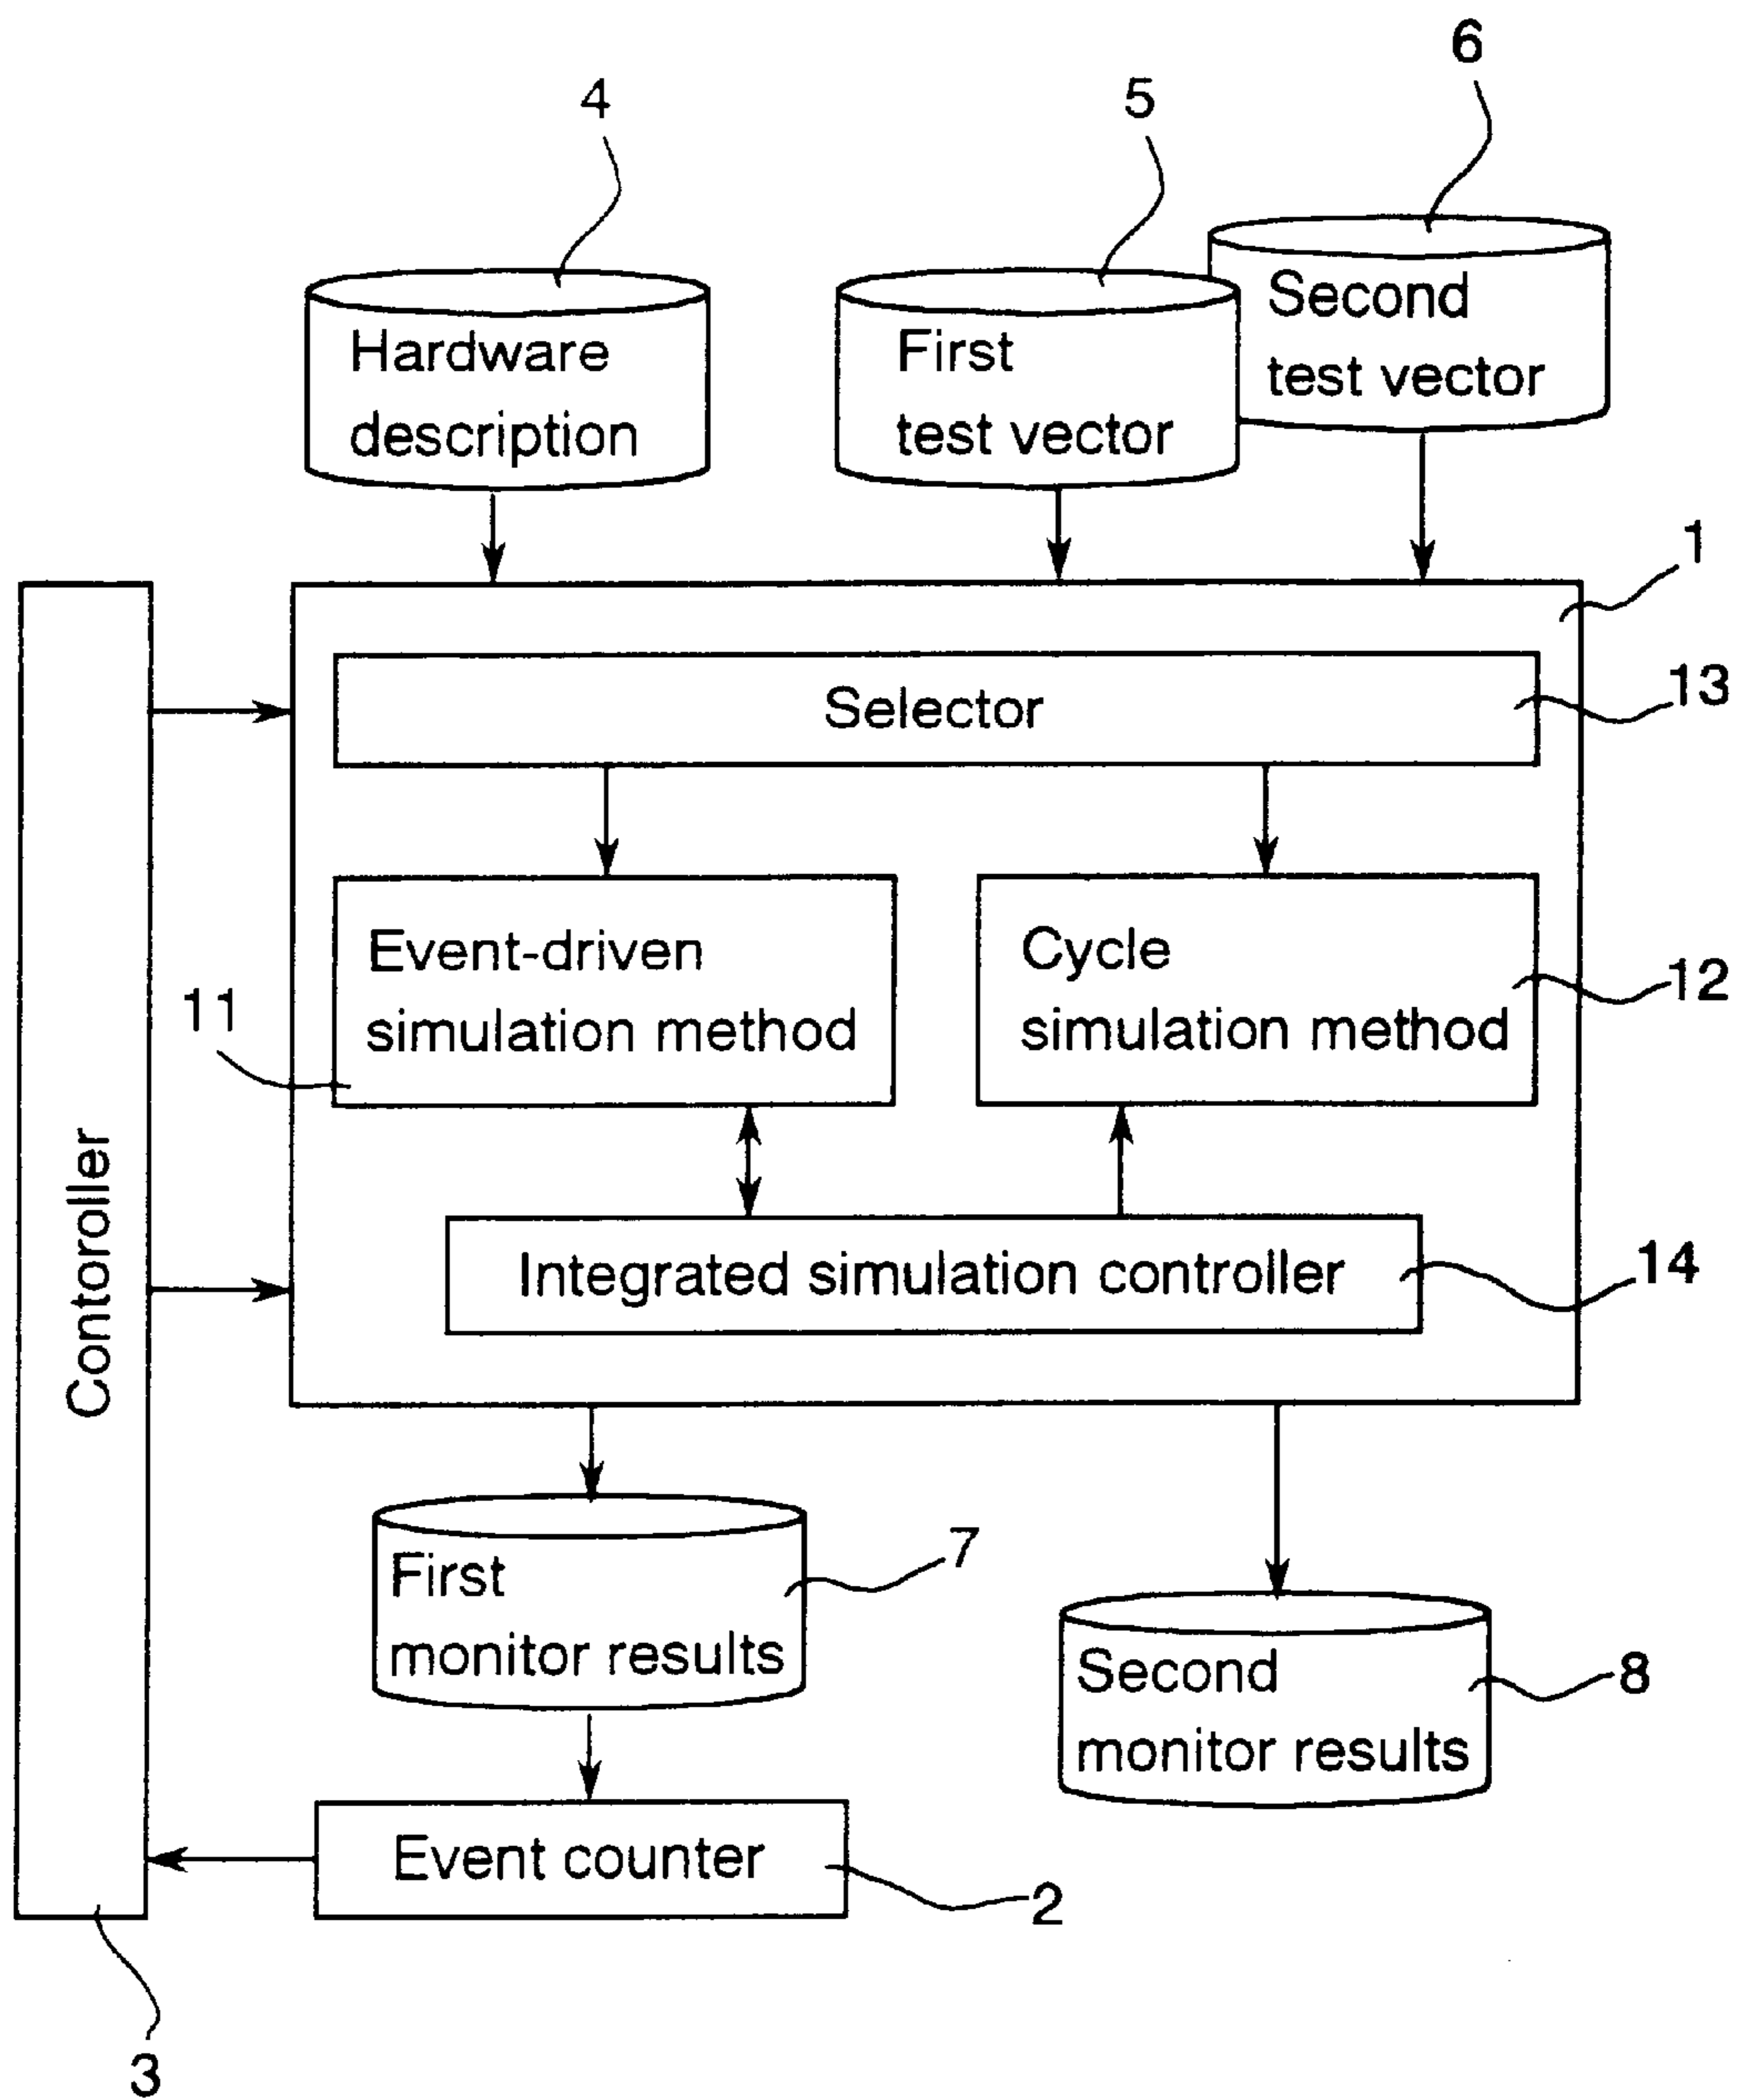 6
4
5
Second
test vector
Hardware
description
First
test vector
1
13
Selector
Event-driven
simulation method
Cycle
simulation method
12
11
Contoroller
Integrated simulation controller
14
First
monitor results
7
Second
monitor results
8
Event counter
2
3